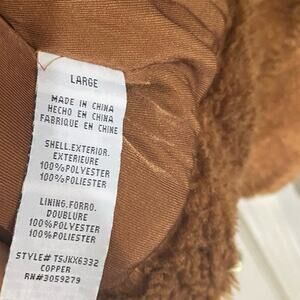 LARGE
MADE IN CHINA
HECHO EN CHINA
FABRIQUE EN CHINE
SHELL.EXTERIOR.
EXTERIEURE
100%POLYESTER
100%POLIESTER
LINING.FORRO.
DOUBLURE
100%POLYESTER
100%POLIESTER
STYLE# TSJKX6332
COPPER
RN#3059279